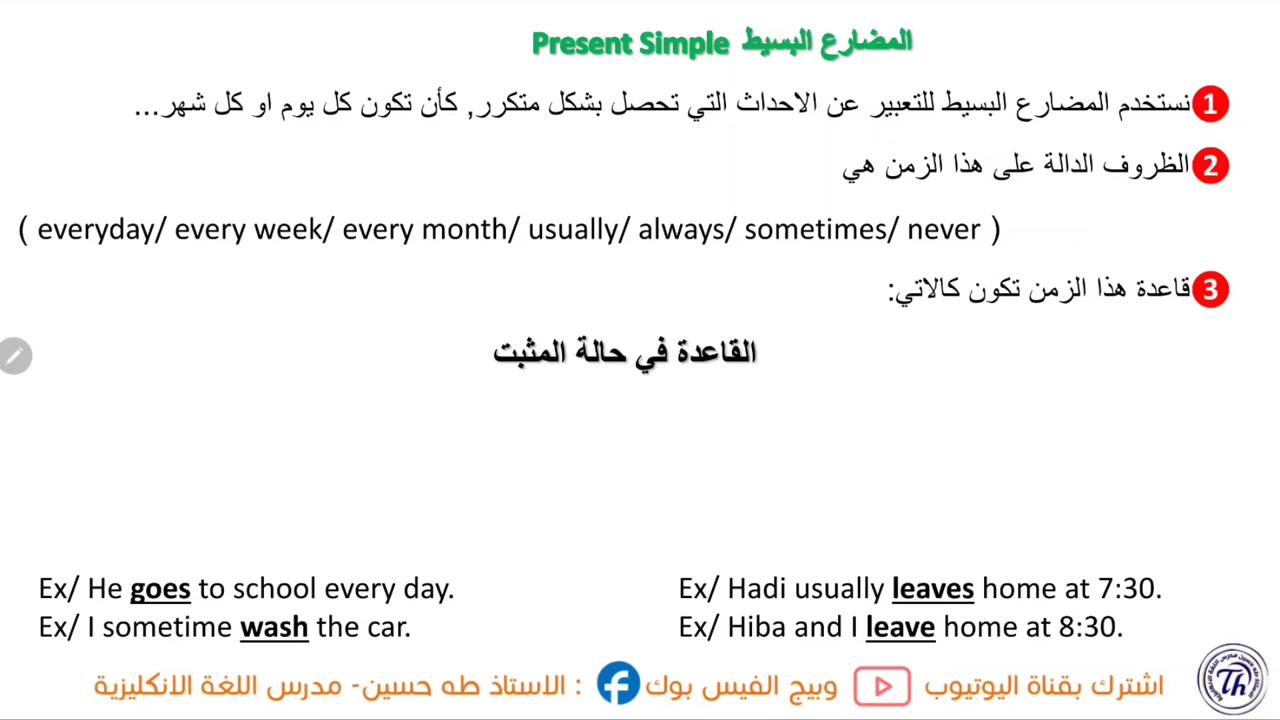 المضارع البسيط Present Simple
1 نستخدم المضارع البسيط للتعبير عن الاحداث التي تحصل بشكل متكرر, كأن تكون كل يوم او كل شهر...
2 الظروف الدالة على هذا الزمن هي
( everyday/ every week/ every month/ usually/ always/ sometimes/ never )
3 قاعدة هذا الزمن تكون كالاتي:
القاعدة في حالة المثبت
Ex/ He goes to school every day.
Ex/ I sometime wash the car.
Ex/ Hadi usually leaves home at 7:30.
Ex/ Hiba and I leave home at 8:30.
اشترك بقناة اليوتيوب وبيج الفيس بوك : الاستاذ طه حسين- مدرس اللغة الانكليزية
Th